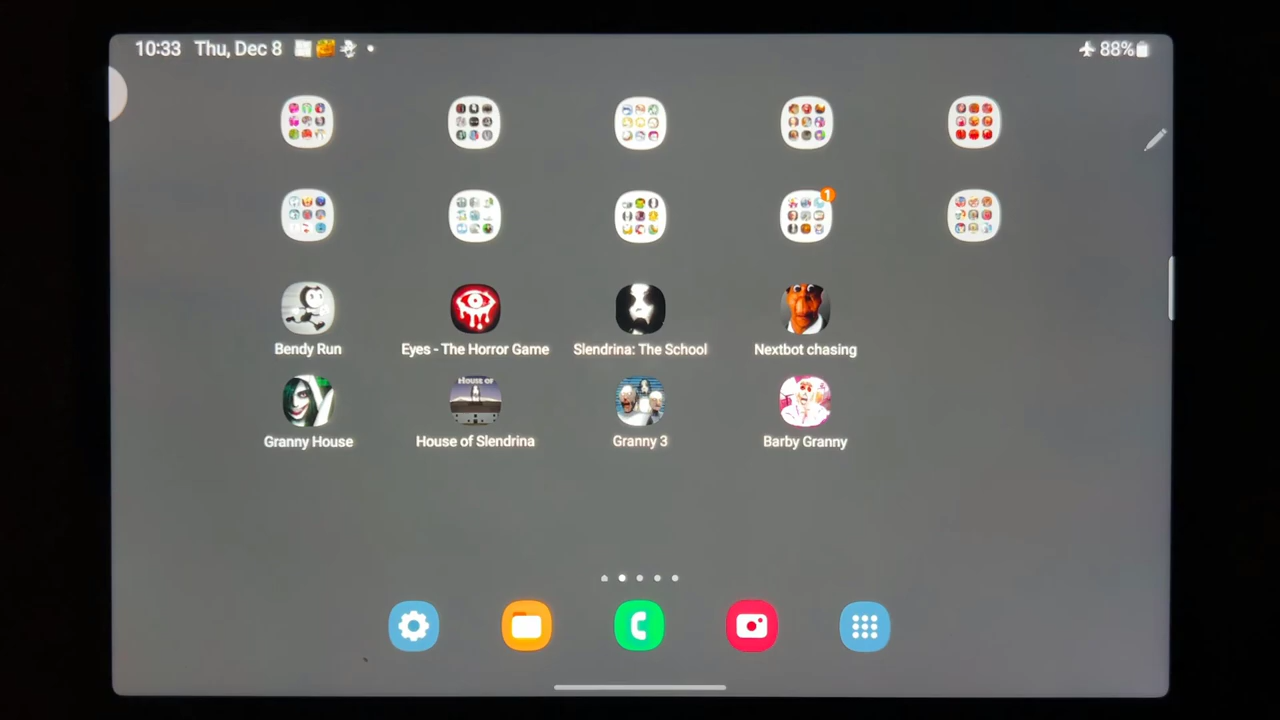 10:33 Thu, Dec 8 88%
1
Bendy Run Eyes - The Horror Game Slendrina: The School Nextbot chasing
HOUSE OF
Granny House House of Slendrina Granny 3 Barby Granny